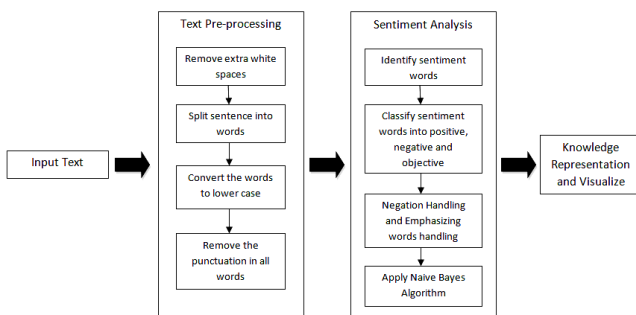 Input Text
Text Pre-processing
Remove extra white
spaces
Split sentence into
words
Convert the words
to lower case
Remove the
punctuation in all
words
Sentiment Analysis
Identify sentiment
words
Classify sentiment
words into positive,
negative and
objective
Negation Handling
and Emphasizing
words handling
Apply Naive Bayes
Algorithm
Knowledge
Representation
and Visualize